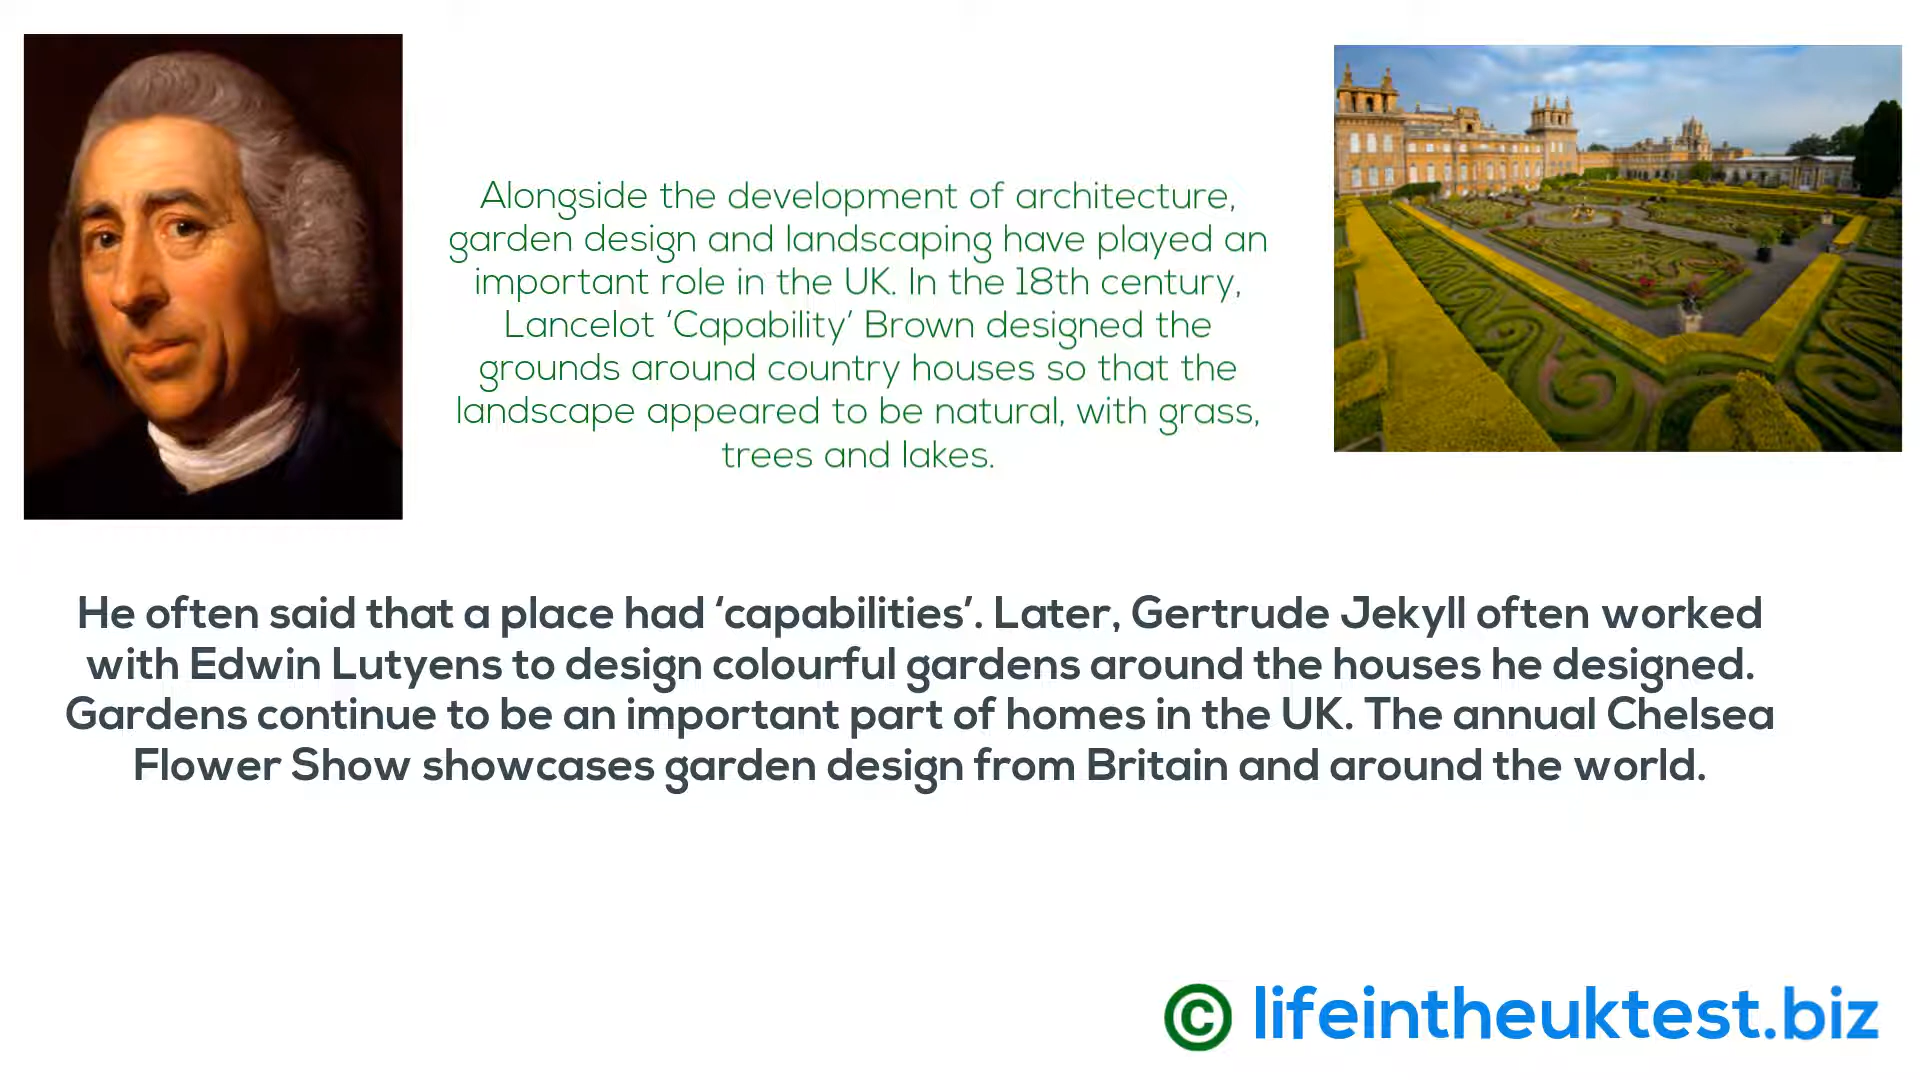 Alongside the development of architecture,
garden design and landscaping have played an
important role in the UK. In the 18th century,
Lancelot ‘Capability’ Brown designed the
grounds around country houses so that the
landscape appeared to be natural, with grass,
trees and lakes.
He often said that a place had ‘capabilities’. Later, Gertrude Jekyll often worked
with Edwin Lutyens to design colourful gardens around the houses he designed.
Gardens continue to be an important part of homes in the UK. The annual Chelsea
Flower Show showcases garden design from Britain and around the world.
© lifeintheuktest.biz